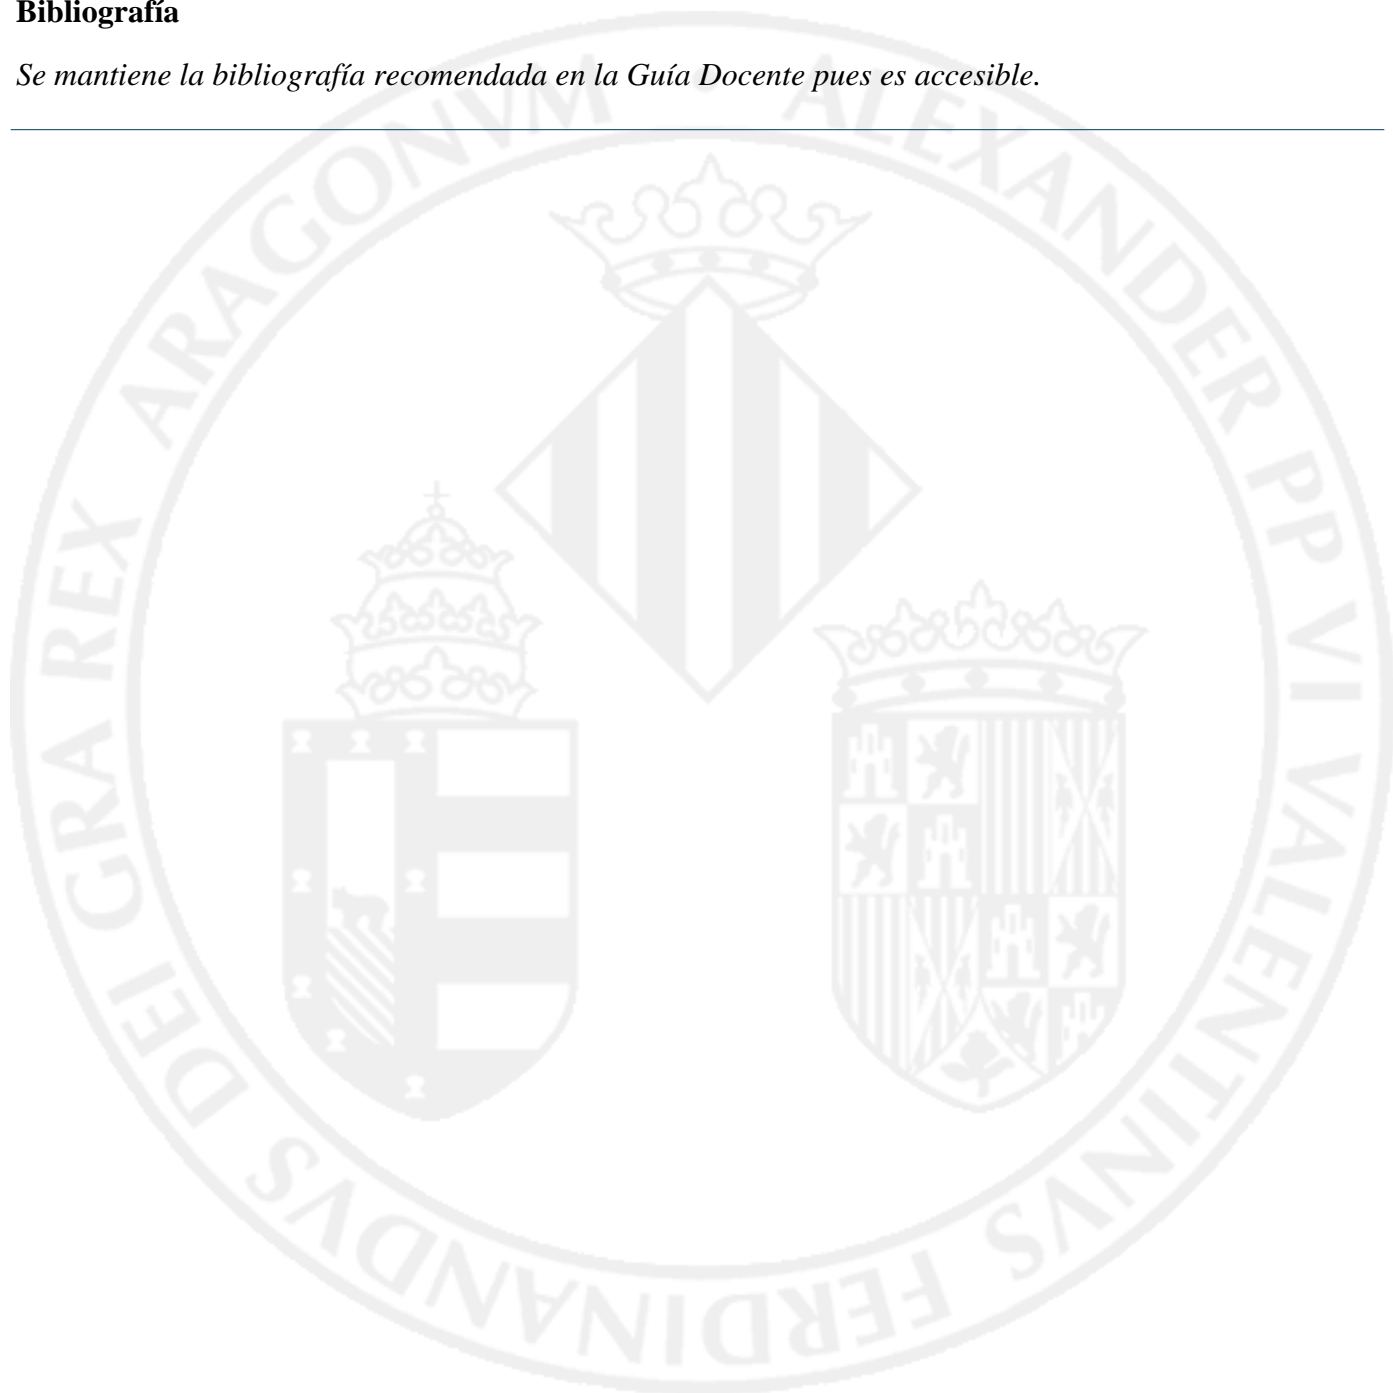 Bibliografía
Se mantiene la bibliografía recomendada en la Guía Docente pues es accesible.
ALEXANDER PP VI VALENTINVS FERDINANDVS DEI GRA REX ARAGONVM